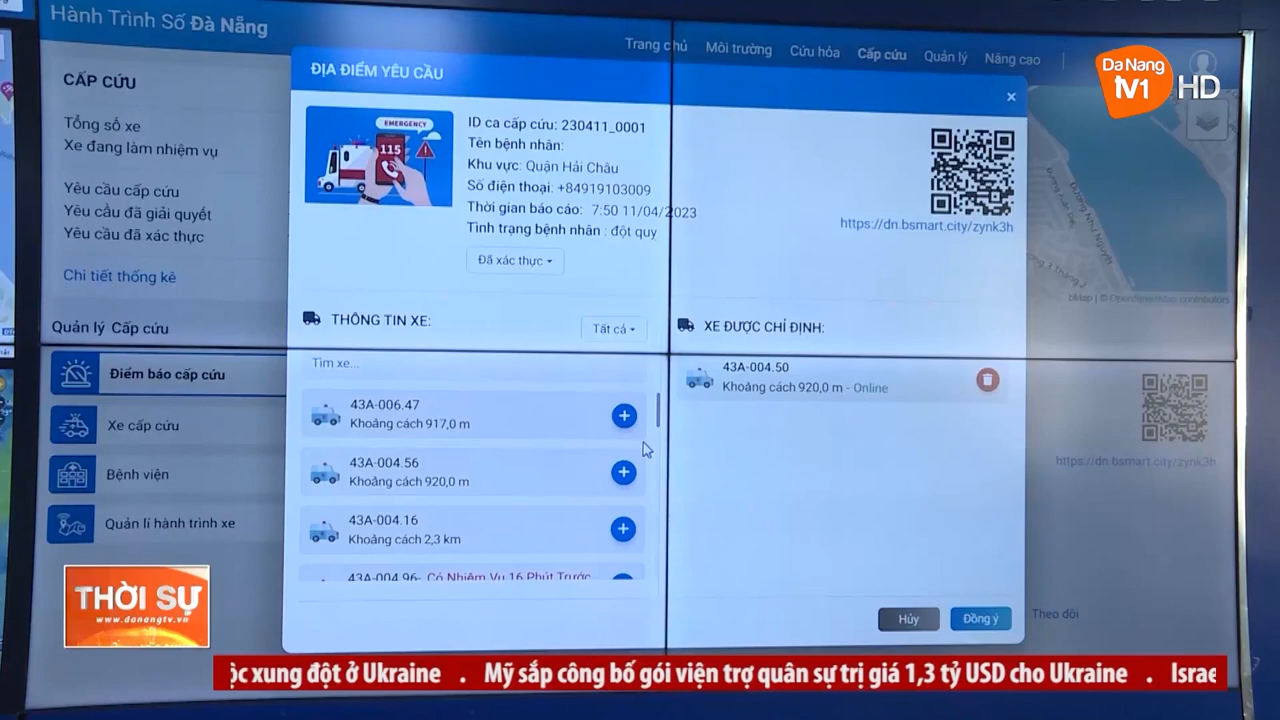 Hành Trình Số Đà Nẵng
Trang chủ Môi trường Cứu hỏa Cấp cứu Quản lý Nâng cao
Da Nang
TV1 HD
CẤP CỨU
Tổng số xe
Xe đang làm nhiệm vụ
Yêu cầu cấp cứu
Yêu cầu đã giải quyết
Yêu cầu đã xác thực
Chi tiết thống kê
Quản lý Cấp cứu
Điểm báo cấp cứu
Xe cấp cứu
Bệnh viện
Quản lí hành trình xe
ĐỊA ĐIỂM YÊU CẦU
×
EMERGENCY
115
ID ca cấp cứu: 230411_0001
Tên bệnh nhân:
Khu vực: Quận Hải Châu
Số điện thoại: +84919103009
Thời gian báo cáo: 7:50 11/04/2023
Tình trạng bệnh nhân : đột quỵ
Đã xác thực
https://dn.bsmart.city/zynk3h
THÔNG TIN XE:
Tất cả
Tìm xe...
43A-006.47
Khoảng cách 917,0 m
43A-004.56
Khoảng cách 920,0 m
43A-004.16
Khoảng cách 2,3 km
43A-004.96- Có Nhiệm Vụ 16 Phút Trước
XE ĐƯỢC CHỈ ĐỊNH:
43A-004.50
Khoảng cách 920,0 m - Online
Hủy Đồng ý
Đường Như Nguyệt
© OpenStreetMap contributors
https://dn.bsmart.city/zynk3h
Theo dõi
THỜI SỰ
www.danangtv.vn
ộc xung đột ở Ukraine . Mỹ sắp công bố gói viện trợ quân sự trị giá 1,3 tỷ USD cho Ukraine . Israe